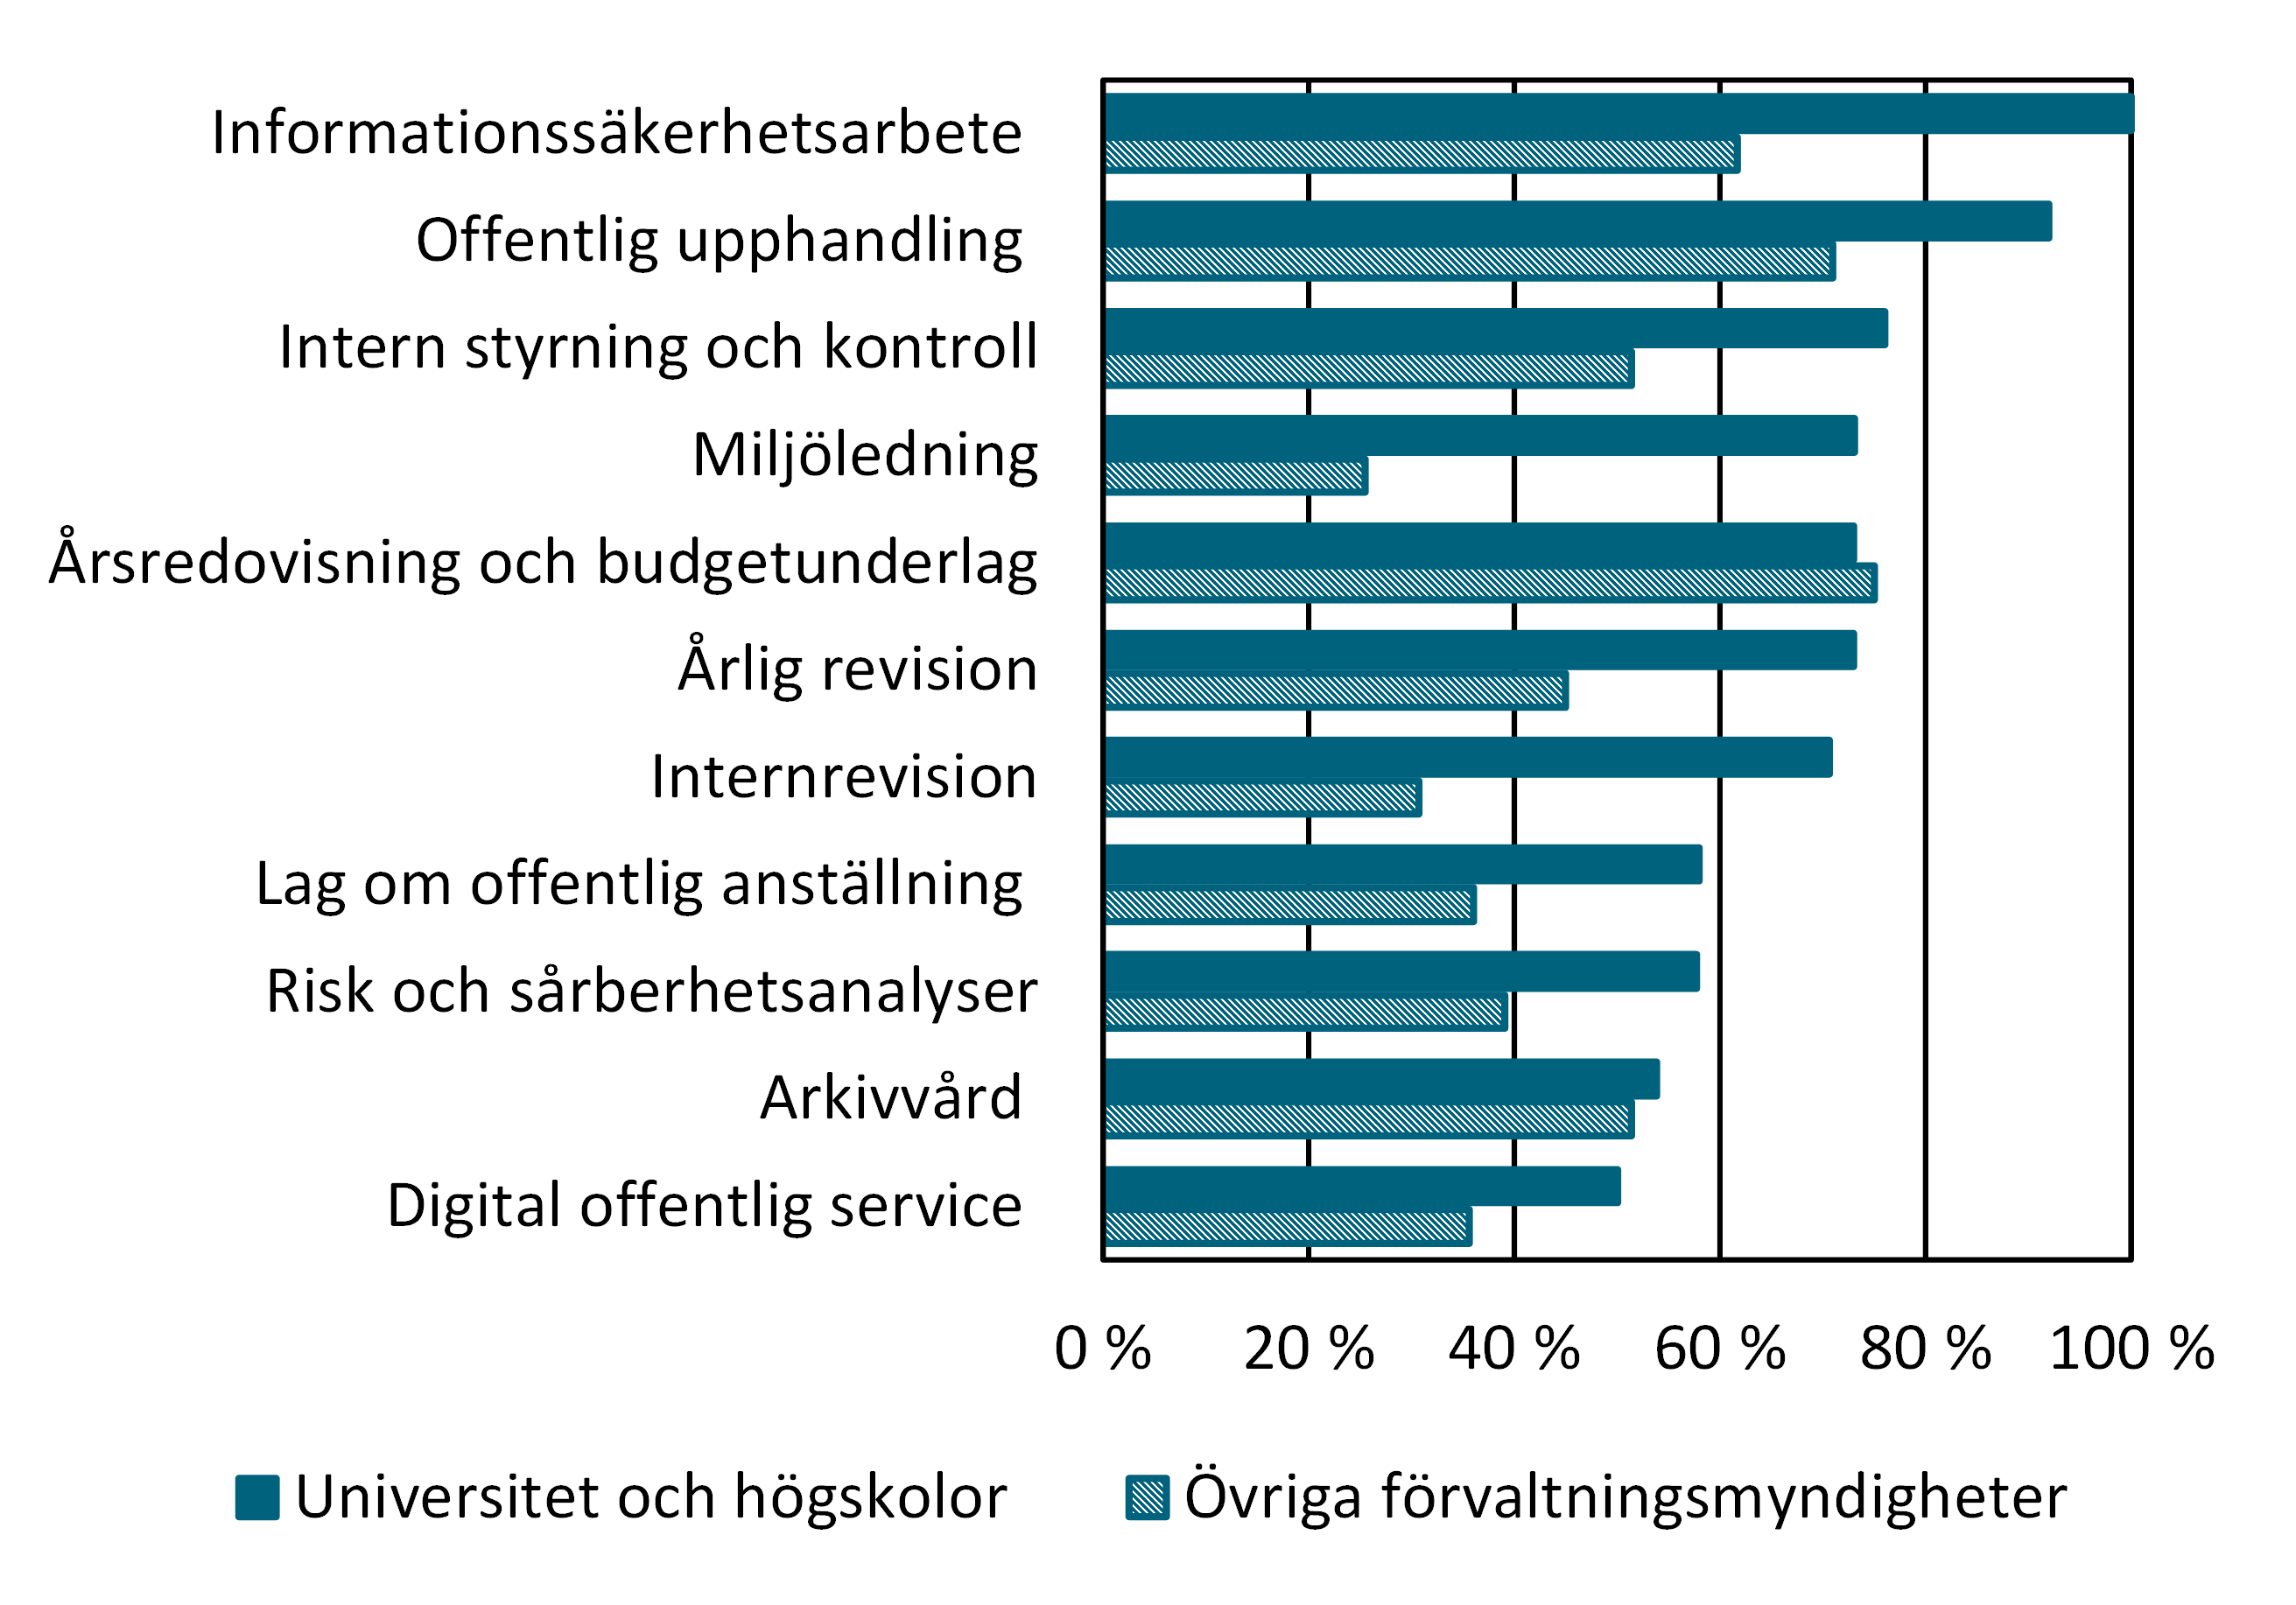 Informationssäkerhetsarbete
Offentlig upphandling
Intern styrning och kontroll
Miljöledning
Årsredovisning och budgetunderlag
Årlig revision
Internrevision
Lag om offentlig anställning
Risk och sårberhetsanalyser
Arkivvård
Digital offentlig service
0 % 20 % 40 % 60 % 80 % 100 %
Universitet och högskolor Övriga förvaltningsmyndigheter